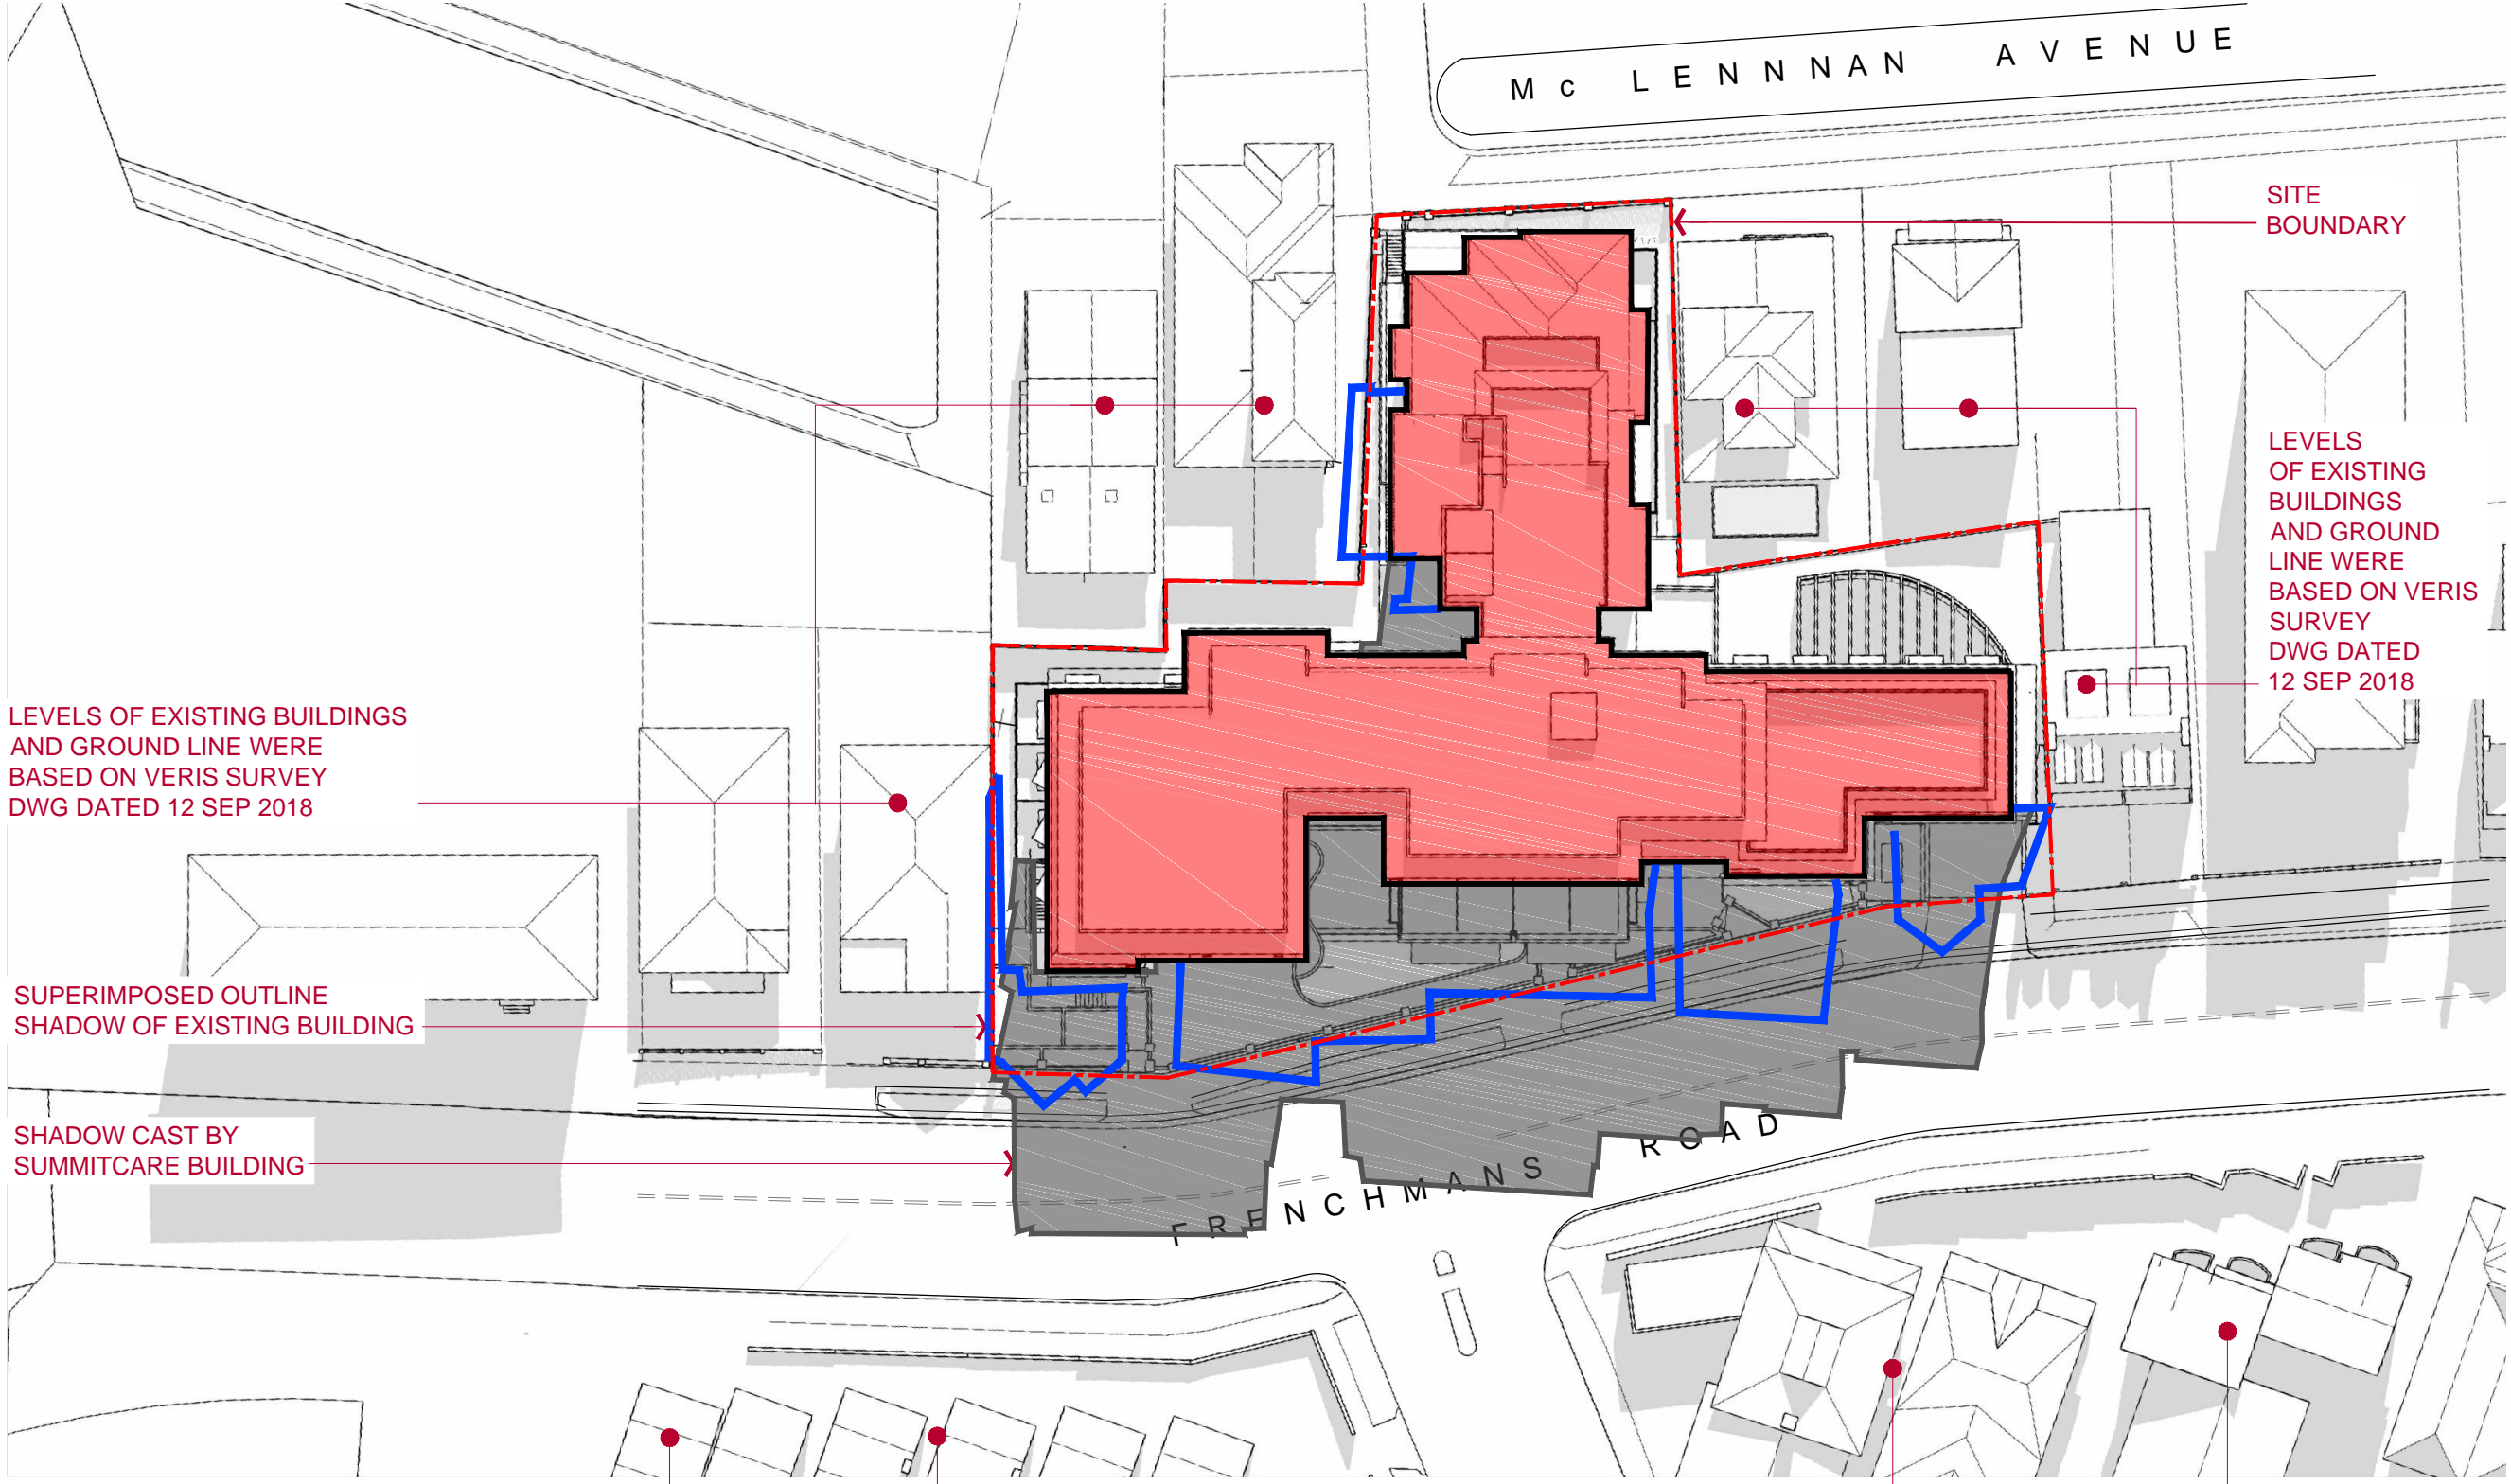 Mc LENNNAN AVENUE
SITE
BOUNDARY
LEVELS
OF EXISTING
BUILDINGS
AND GROUND
LINE WERE
BASED ON VERIS
SURVEY
DWG DATED
12 SEP 2018
LEVELS OF EXISTING BUILDINGS
AND GROUND LINE WERE
BASED ON VERIS SURVEY
DWG DATED 12 SEP 2018
SUPERIMPOSED OUTLINE
SHADOW OF EXISTING BUILDING
SHADOW CAST BY
SUMMITCARE BUILDING
FRENCHMANS ROAD